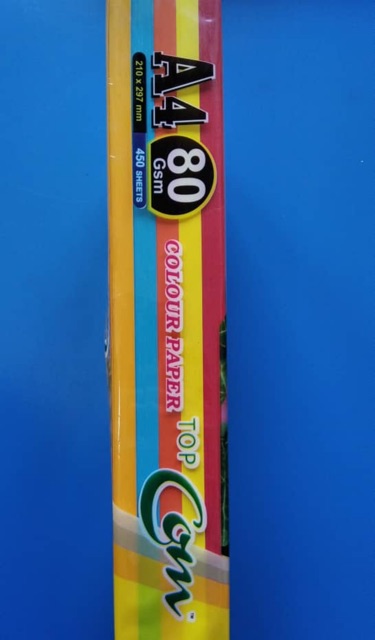 A4
80
Gsm
210 x 297 mm
450 SHEETS
COLOUR PAPER
TOP
Com